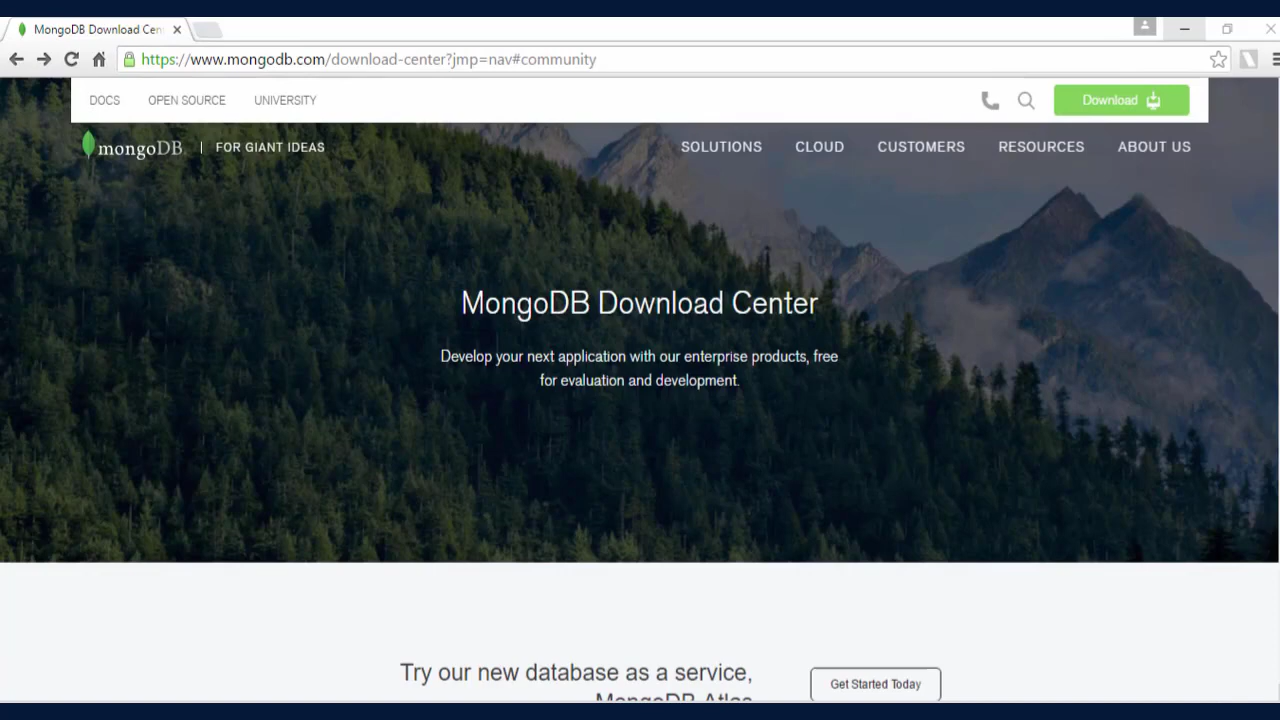 MongoDB Download Cen
https://www.mongodb.com/download-center?jmp=nav#community
DOCS OPEN SOURCE UNIVERSITY Download
mongoDB | FOR GIANT IDEAS SOLUTIONS CLOUD CUSTOMERS RESOURCES ABOUT US
MongoDB Download Center
Develop your next application with our enterprise products, free
for evaluation and development.
Try our new database as a service,
MongoDB Atlas
Get Started Today